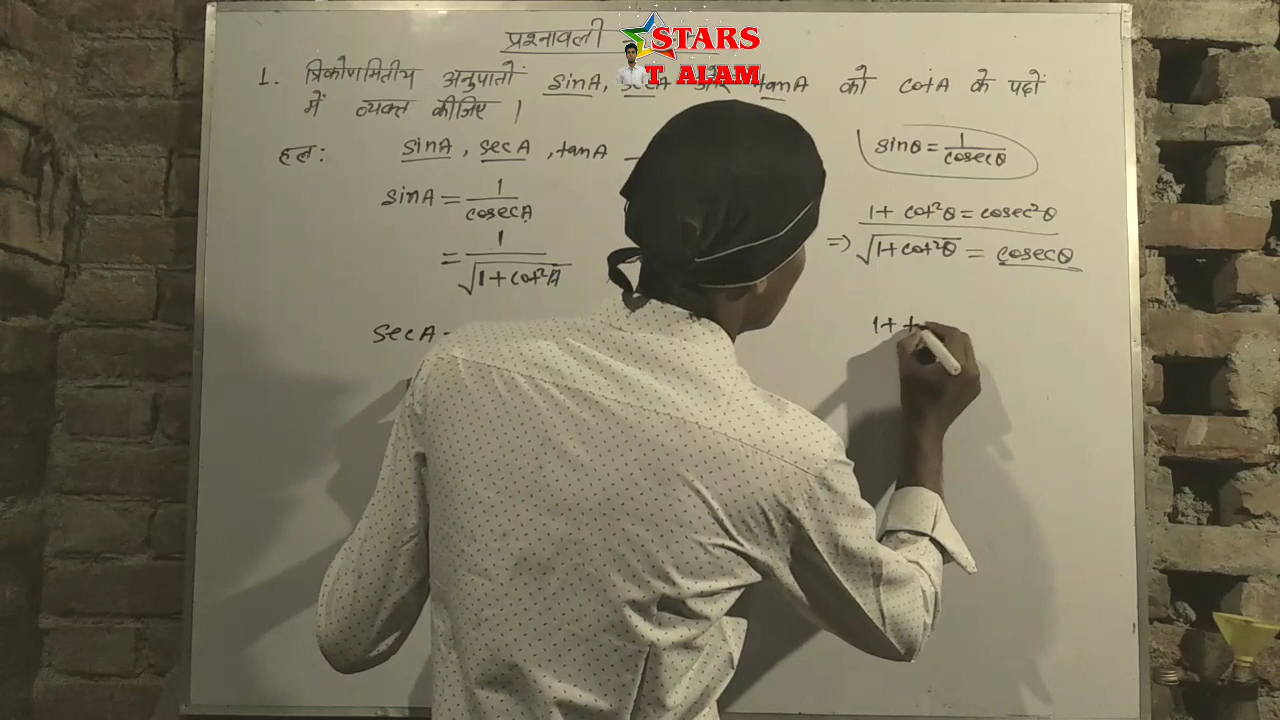 प्रश्नावली
STARS
T ALAM
1. त्रिकोणमितीय अनुपातों sinA, secA और tanA को cotA के पदों
में व्यक्त कीजिए ।
हल: sinA, secA, tanA
sinθ = 1/cosecθ
sinA = 1/cosecA
= 1/√(1+cot²A)
1+ cot²θ = cosec²θ
=> √(1+cot²θ) = cosecθ
secA =
1+